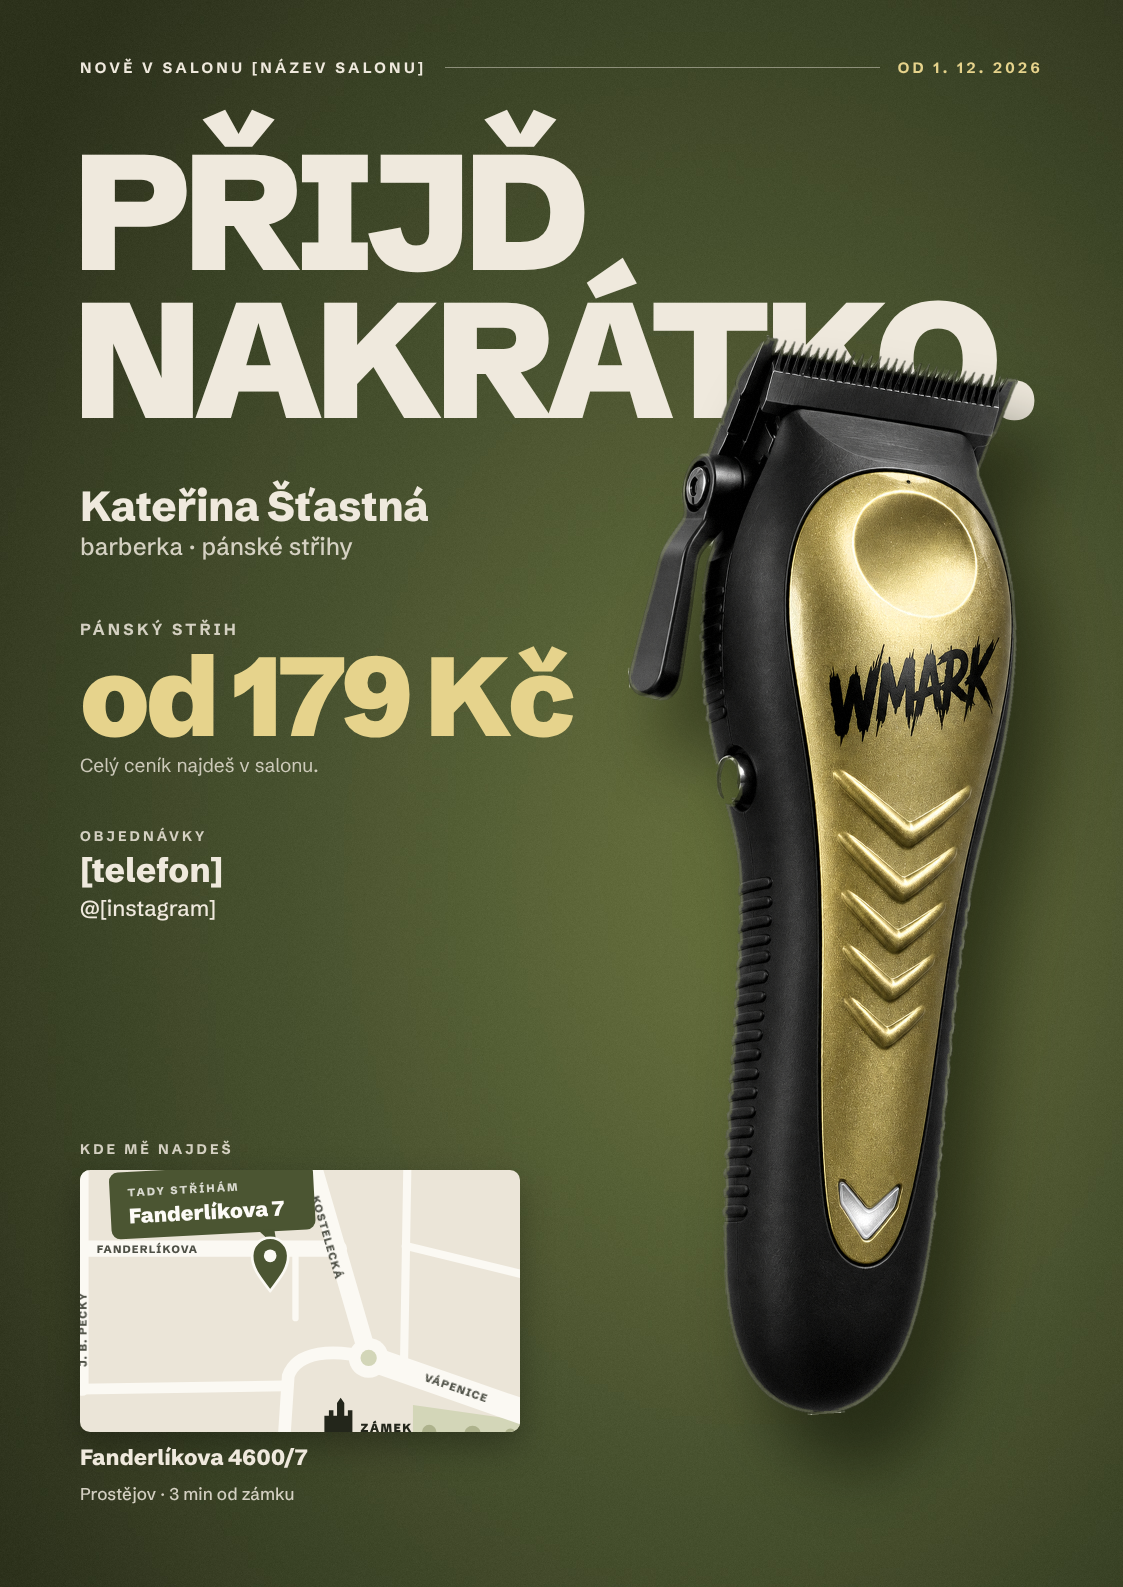 NOVĚ V SALONU [NÁZEV SALONU]
OD 1. 12. 2026
PŘIJĎ
NAKRÁTKO.
Kateřina Šťastná
barberka · pánské střihy
PÁNSKÝ STŘIH
od 179 Kč
Celý ceník najdeš v salonu.
OBJEDNÁVKY
[telefon]
@[instagram]
WMARK
KDE MĚ NAJDEŠ
TADY STŘÍHÁM
Fanderlíkova 7
FANDERLÍKOVA
KOSTELECKÁ
J. B. PECKY
VÁPENICE
ZÁMEK
Fanderlíkova 4600/7
Prostějov · 3 min od zámku